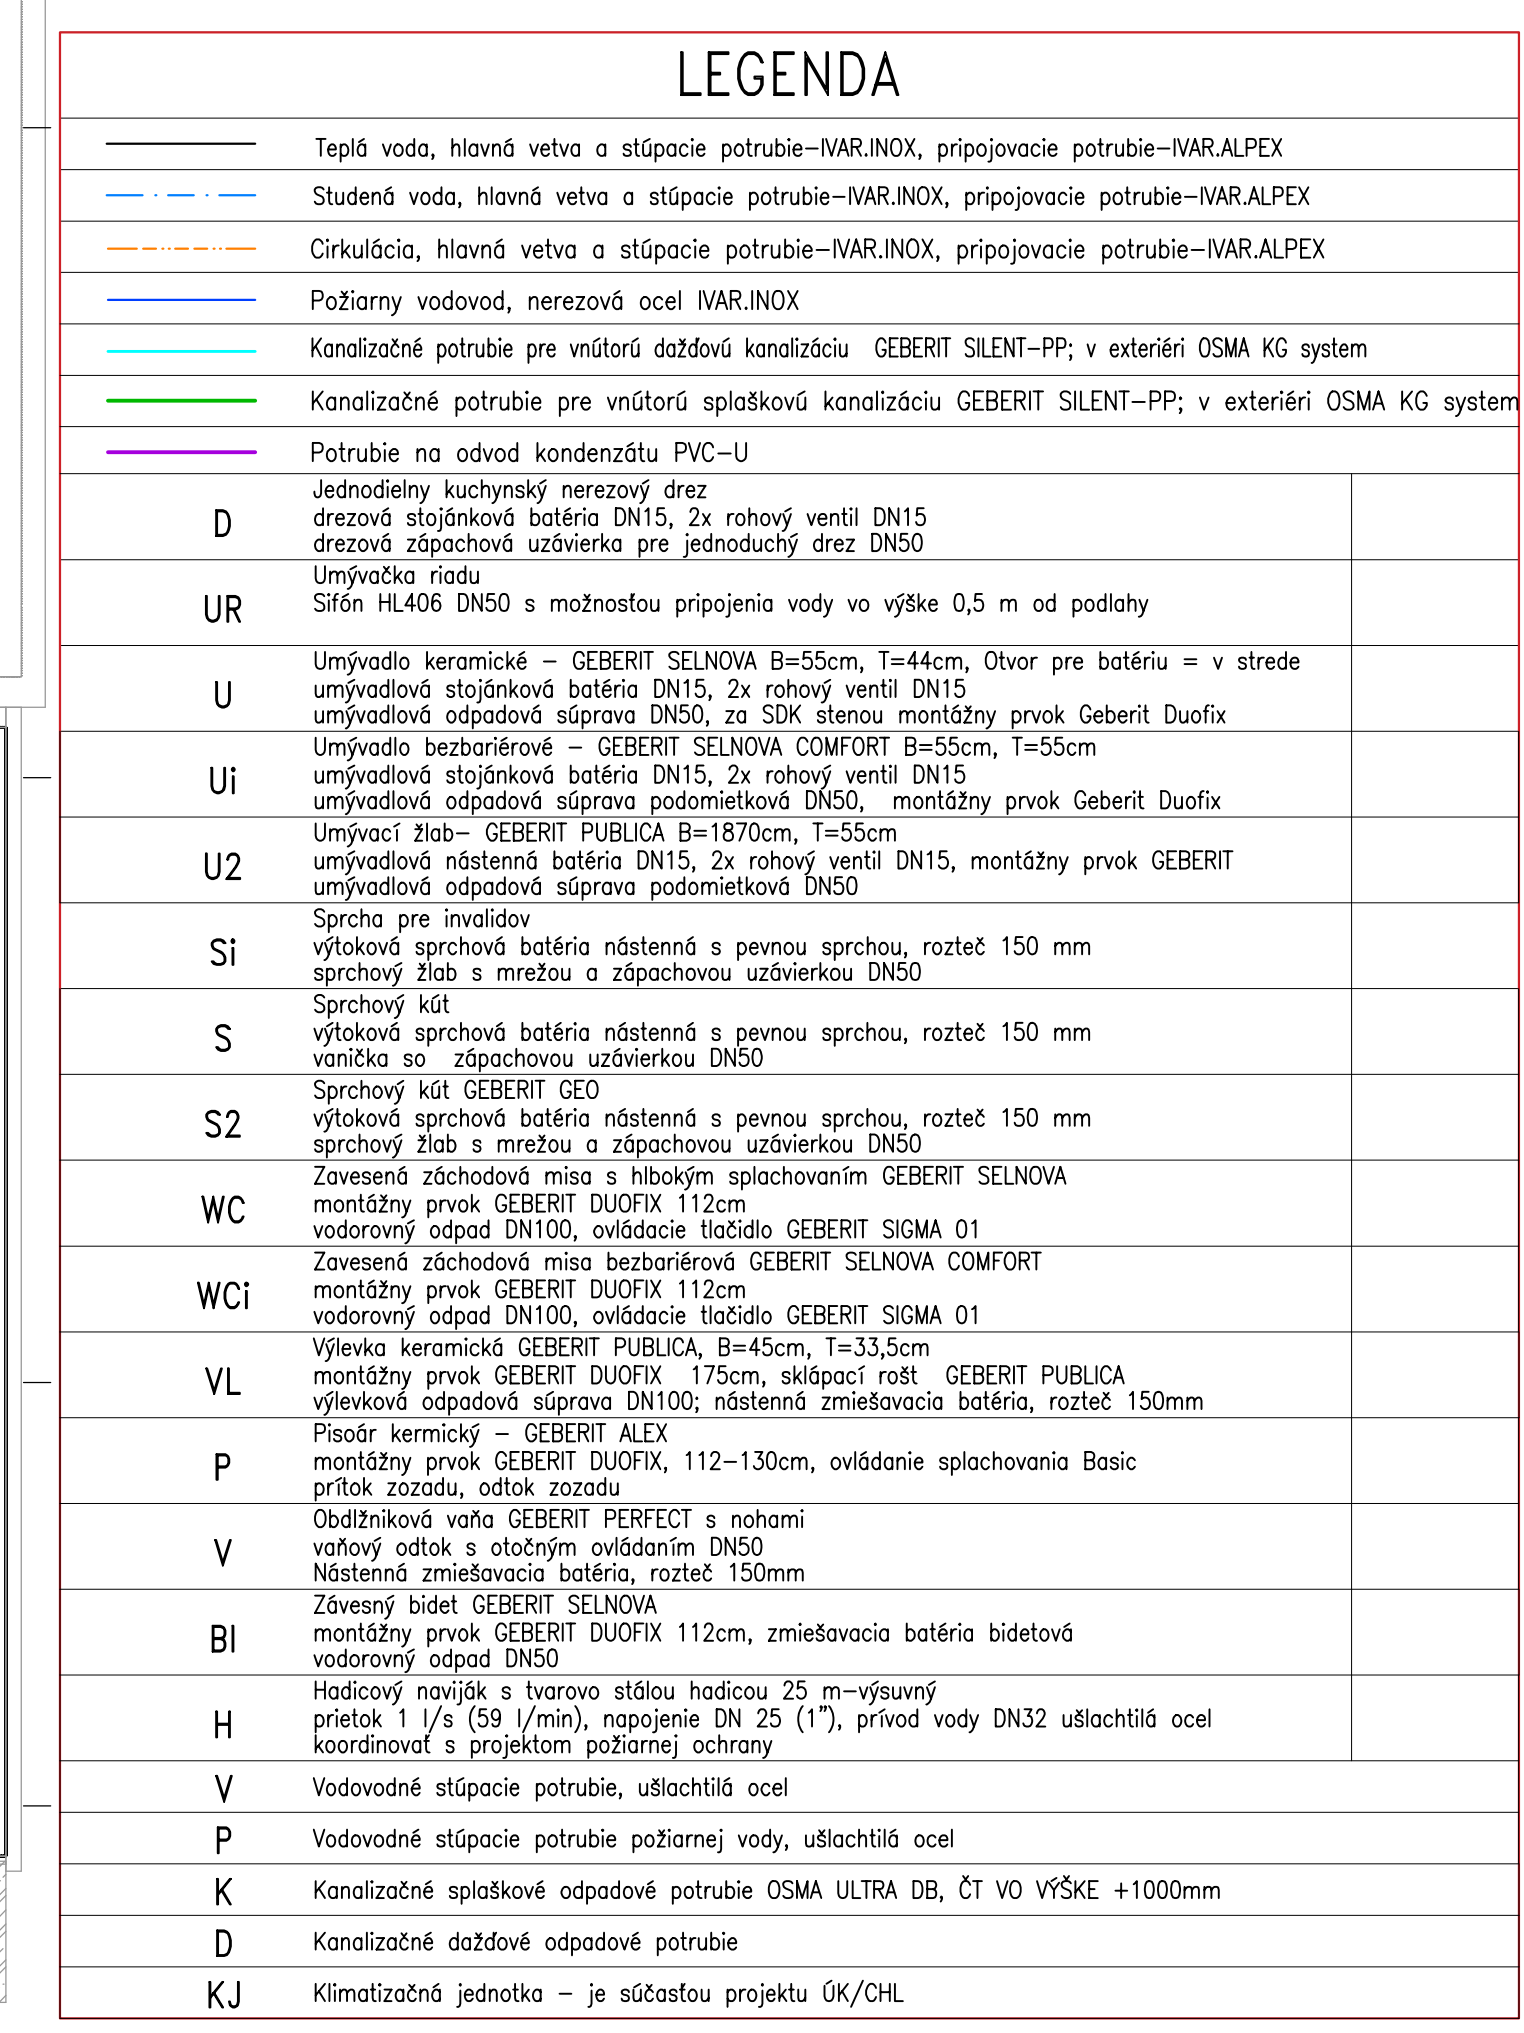 LEGENDA
Teplá voda, hlavná vetva a stúpacie potrubie-IVAR.INOX, pripojovacie potrubie-IVAR.ALPEX
Studená voda, hlavná vetva a stúpacie potrubie-IVAR.INOX, pripojovacie potrubie-IVAR.ALPEX
Cirkulácia, hlavná vetva a stúpacie potrubie-IVAR.INOX, pripojovacie potrubie-IVAR.ALPEX
Požiarny vodovod, nerezová ocel IVAR.INOX
Kanalizačné potrubie pre vnútorú dažďovú kanalizáciu GEBERIT SILENT-PP; v exteriéri OSMA KG system
Kanalizačné potrubie pre vnútorú splaškovú kanalizáciu GEBERIT SILENT-PP; v exteriéri OSMA KG system
Potrubie na odvod kondenzátu PVC-U
D
Jednodielny kuchynský nerezový drez
drezová stojánková batéria DN15, 2x rohový ventil DN15
drezová zápachová uzávierka pre jednoduchý drez DN50
UR
Umývačka riadu
Sifón HL406 DN50 s možnosťou pripojenia vody vo výške 0,5 m od podlahy
U
Umývadlo keramické - GEBERIT SELNOVA B=55cm, T=44cm, Otvor pre batériu = v strede
umývadlová stojánková batéria DN15, 2x rohový ventil DN15
umývadlová odpadová súprava DN50, za SDK stenou montážny prvok Geberit Duofix
Ui
Umývadlo bezbariérové - GEBERIT SELNOVA COMFORT B=55cm, T=55cm
umývadlová stojánková batéria DN15, 2x rohový ventil DN15
umývadlová odpadová súprava podomietková DN50, montážny prvok Geberit Duofix
U2
Umývací žlab- GEBERIT PUBLICA B=1870cm, T=55cm
umývadlová nástenná batéria DN15, 2x rohový ventil DN15, montážny prvok GEBERIT
umývadlová odpadová súprava podomietková DN50
Si
Sprcha pre invalidov
výtoková sprchová batéria nástenná s pevnou sprchou, rozteč 150 mm
sprchový žlab s mrežou a zápachovou uzávierkou DN50
S
Sprchový kút
výtoková sprchová batéria nástenná s pevnou sprchou, rozteč 150 mm
vanička so zápachovou uzávierkou DN50
S2
Sprchový kút GEBERIT GEO
výtoková sprchová batéria nástenná s pevnou sprchou, rozteč 150 mm
sprchový žlab s mrežou a zápachovou uzávierkou DN50
WC
Zavesená záchodová misa s hlbokým splachovaním GEBERIT SELNOVA
montážny prvok GEBERIT DUOFIX 112cm
vodorovný odpad DN100, ovládacie tlačidlo GEBERIT SIGMA 01
WCi
Zavesená záchodová misa bezbariérová GEBERIT SELNOVA COMFORT
montážny prvok GEBERIT DUOFIX 112cm
vodorovný odpad DN100, ovládacie tlačidlo GEBERIT SIGMA 01
VL
Výlevka keramická GEBERIT PUBLICA, B=45cm, T=33,5cm
montážny prvok GEBERIT DUOFIX 175cm, sklápací rošt GEBERIT PUBLICA
výlevková odpadová súprava DN100; nástenná zmiešavacia batéria, rozteč 150mm
P
Pisoár kermický - GEBERIT ALEX
montážny prvok GEBERIT DUOFIX, 112-130cm, ovládanie splachovania Basic
prítok zozadu, odtok zozadu
V
Obdlžniková vaňa GEBERIT PERFECT s nohami
vaňový odtok s otočným ovládaním DN50
Nástenná zmiešavacia batéria, rozteč 150mm
BI
Závesný bidet GEBERIT SELNOVA
montážny prvok GEBERIT DUOFIX 112cm, zmiešavacia batéria bidetová
vodorovný odpad DN50
H
Hadicový naviják s tvarovo stálou hadicou 25 m-výsuvný
prietok 1 l/s (59 l/min), napojenie DN 25 (1"), prívod vody DN32 ušlachtilá ocel
koordinovať s projektom požiarnej ochrany
V
Vodovodné stúpacie potrubie, ušlachtilá ocel
P
Vodovodné stúpacie potrubie požiarnej vody, ušlachtilá ocel
K
Kanalizačné splaškové odpadové potrubie OSMA ULTRA DB, ČT VO VÝŠKE +1000mm
D
Kanalizačné dažďové odpadové potrubie
KJ
Klimatizačná jednotka - je súčasťou projektu ÚK/CHL